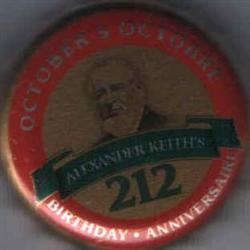 OCTOBER 5 OCTOBRE
ALEXANDER KEITH'S
212
BIRTHDAY • ANNIVERSAIRE